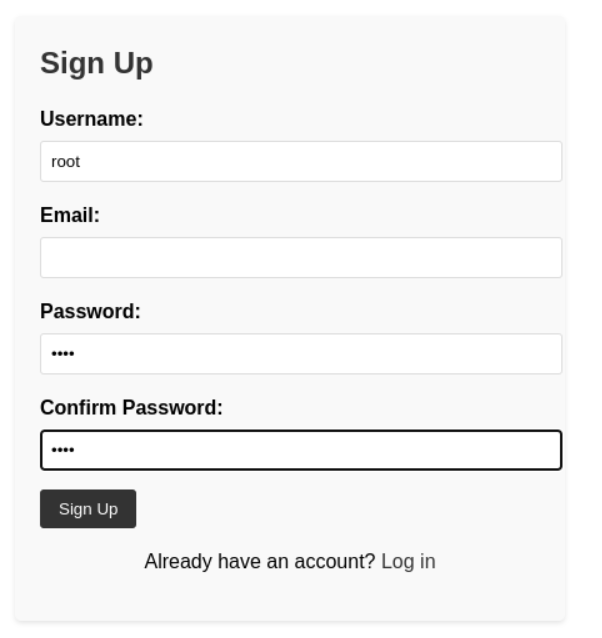 Sign Up
Username:
root
Email:
Password:
••••
Confirm Password:
••••
Sign Up
Already have an account? Log in